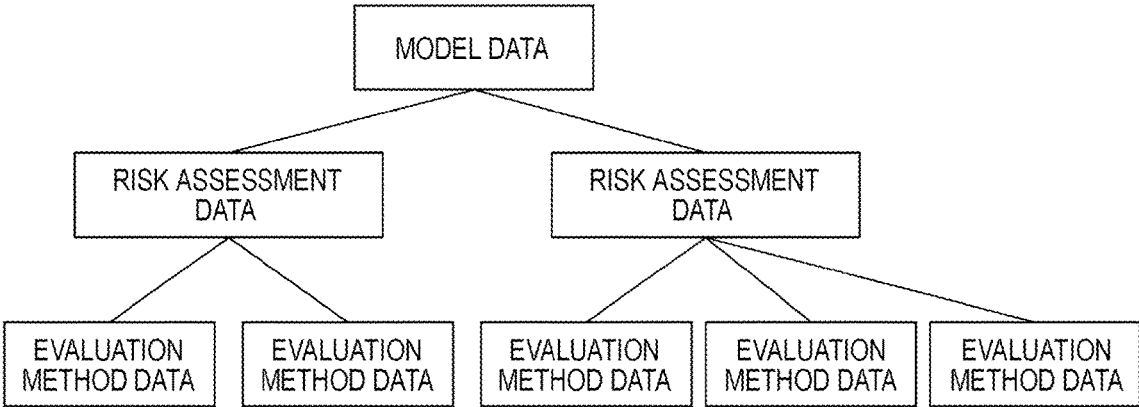 MODEL DATA
RISK ASSESSMENT
DATA
RISK ASSESSMENT
DATA
EVALUATION
METHOD DATA
EVALUATION
METHOD DATA
EVALUATION
METHOD DATA
EVALUATION
METHOD DATA
EVALUATION
METHOD DATA